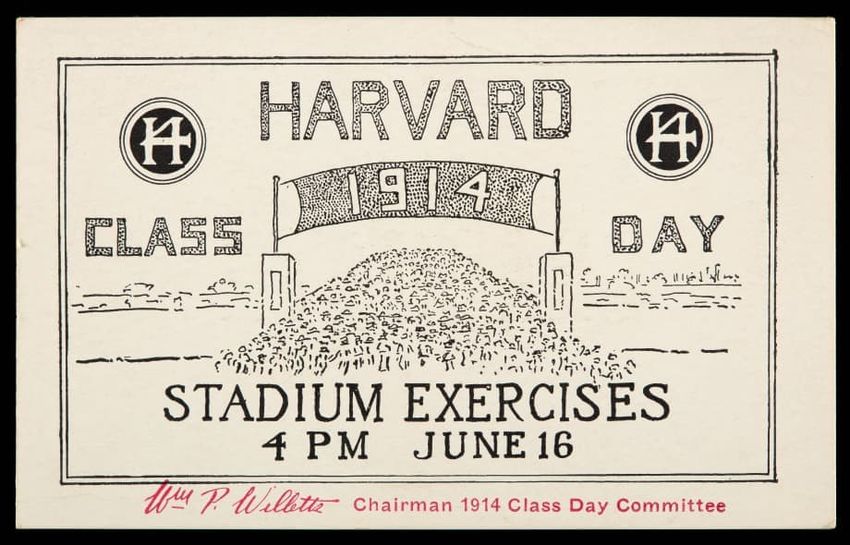 HARVARD
14
14
1914
CLASS DAY
STADIUM EXERCISES
4 PM JUNE 16
Wm P. Willetts Chairman 1914 Class Day Committee